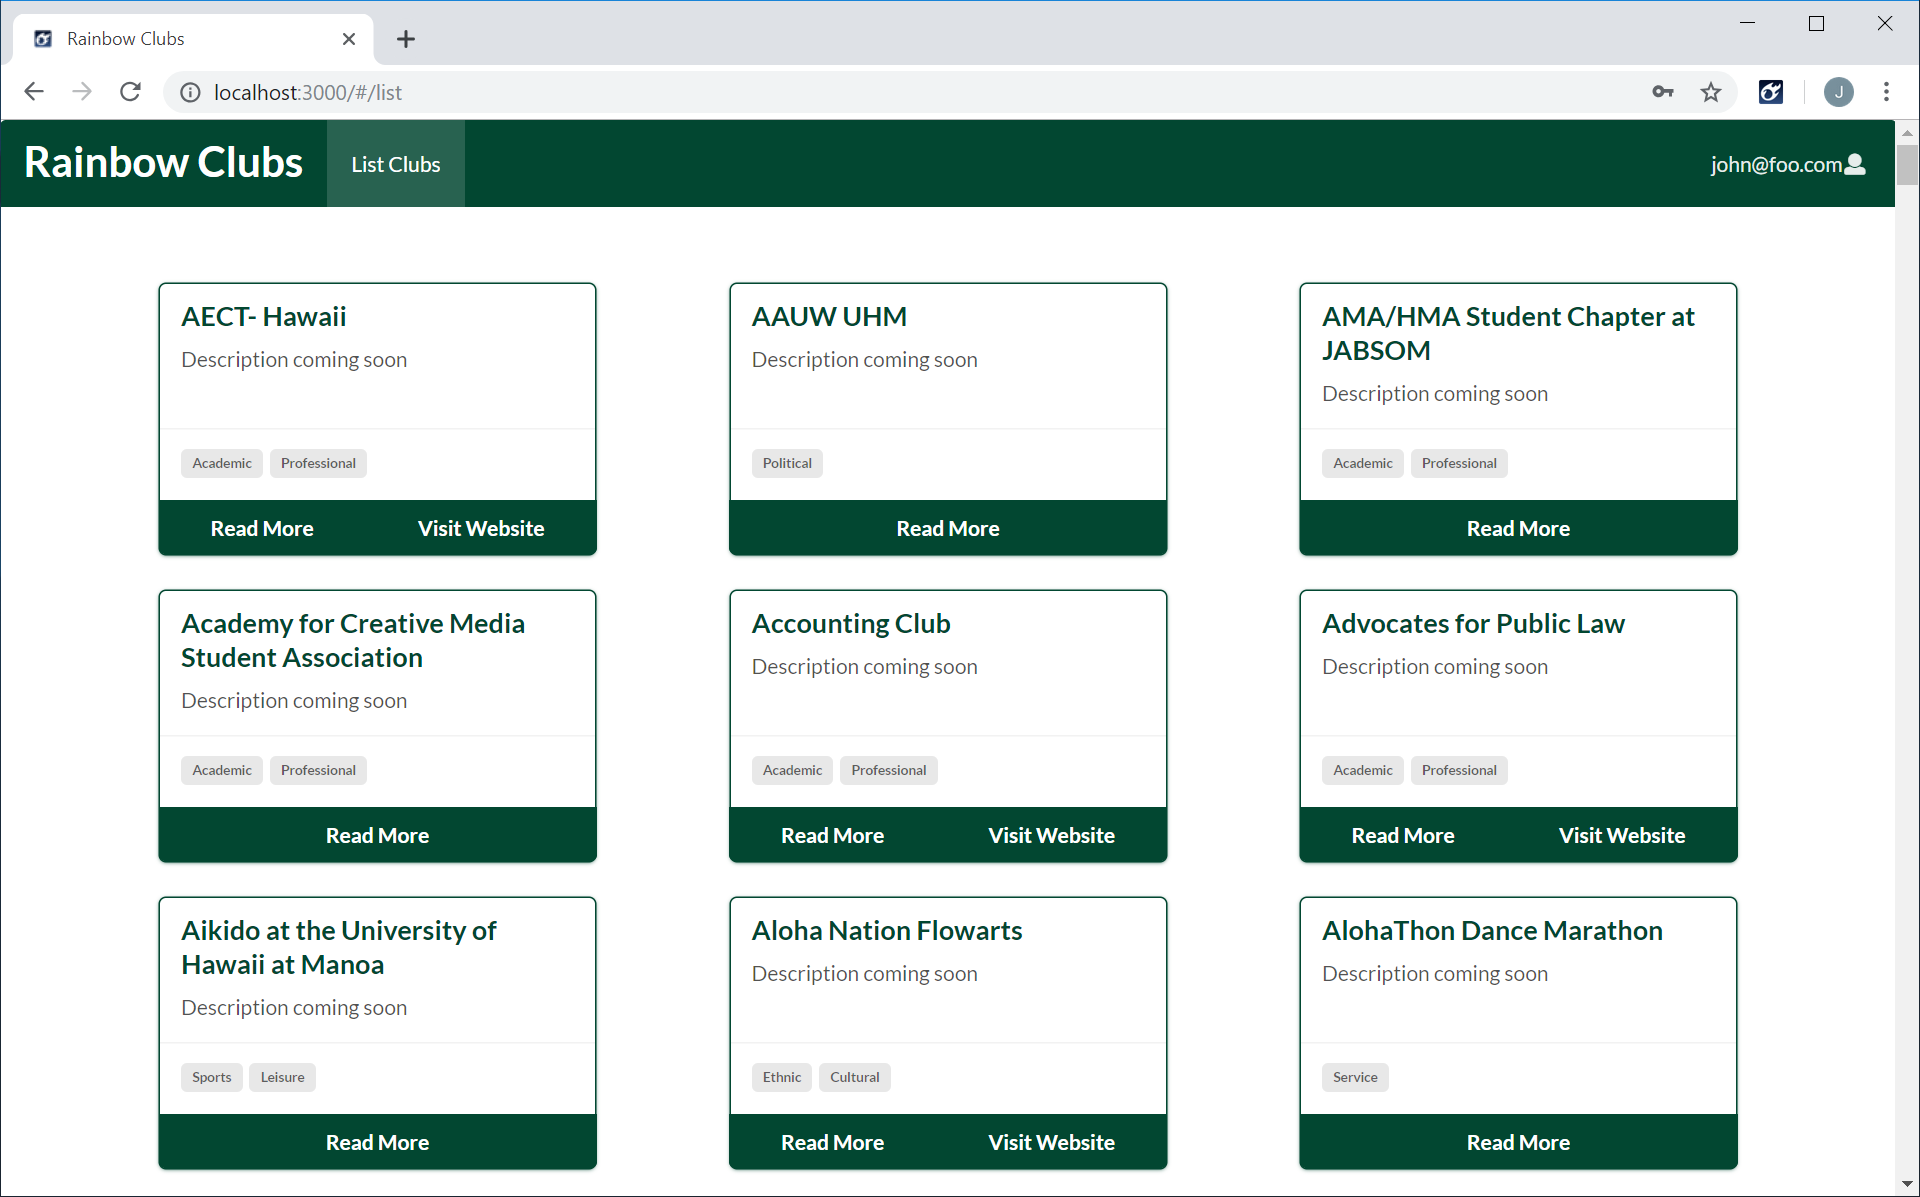 Rainbow Clubs
localhost:3000/#/list
J
Rainbow Clubs
List Clubs
john@foo.com
AECT- Hawaii
Description coming soon
Academic
Professional
Read More
Visit Website
AAUW UHM
Description coming soon
Political
Read More
AMA/HMA Student Chapter at
JABSOM
Description coming soon
Academic
Professional
Read More
Academy for Creative Media
Student Association
Description coming soon
Academic
Professional
Read More
Accounting Club
Description coming soon
Academic
Professional
Read More
Visit Website
Advocates for Public Law
Description coming soon
Academic
Professional
Read More
Visit Website
Aikido at the University of
Hawaii at Manoa
Description coming soon
Sports
Leisure
Read More
Aloha Nation Flowarts
Description coming soon
Ethnic
Cultural
Read More
Visit Website
AlohaThon Dance Marathon
Description coming soon
Service
Read More